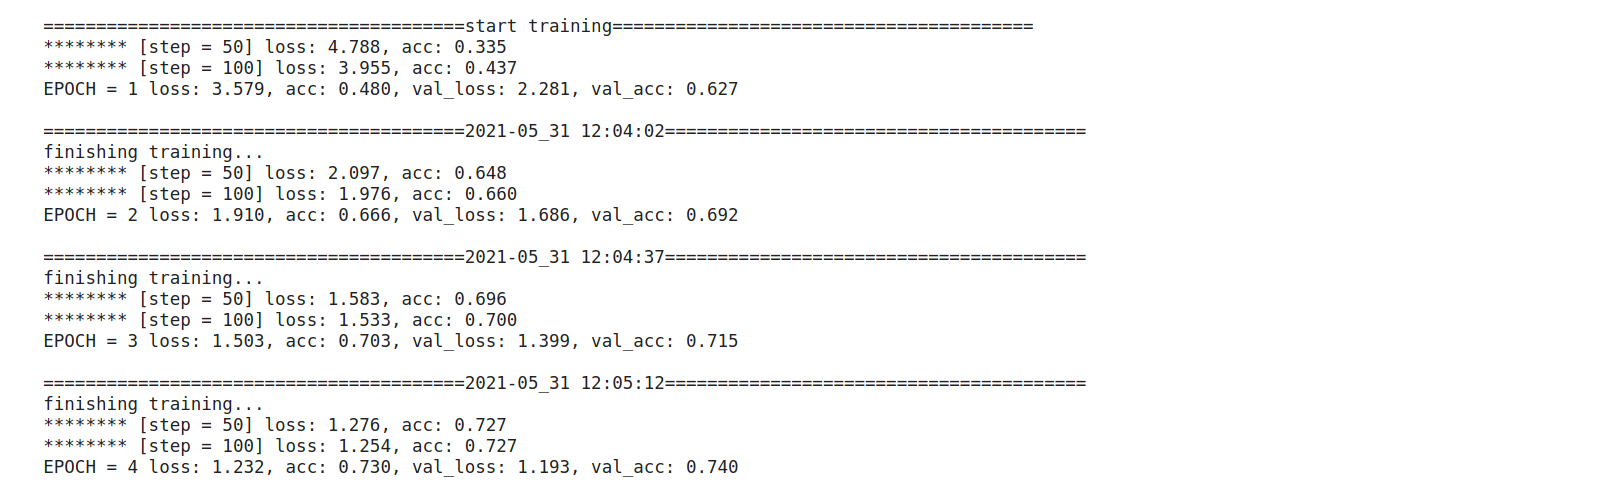 ========================================start training========================================
******** [step = 50] loss: 4.788, acc: 0.335
******** [step = 100] loss: 3.955, acc: 0.437
EPOCH = 1 loss: 3.579, acc: 0.480, val_loss: 2.281, val_acc: 0.627
========================================2021-05_31 12:04:02========================================
finishing training...
******** [step = 50] loss: 2.097, acc: 0.648
******** [step = 100] loss: 1.976, acc: 0.660
EPOCH = 2 loss: 1.910, acc: 0.666, val_loss: 1.686, val_acc: 0.692
========================================2021-05_31 12:04:37========================================
finishing training...
******** [step = 50] loss: 1.583, acc: 0.696
******** [step = 100] loss: 1.533, acc: 0.700
EPOCH = 3 loss: 1.503, acc: 0.703, val_loss: 1.399, val_acc: 0.715
========================================2021-05_31 12:05:12========================================
finishing training...
******** [step = 50] loss: 1.276, acc: 0.727
******** [step = 100] loss: 1.254, acc: 0.727
EPOCH = 4 loss: 1.232, acc: 0.730, val_loss: 1.193, val_acc: 0.740